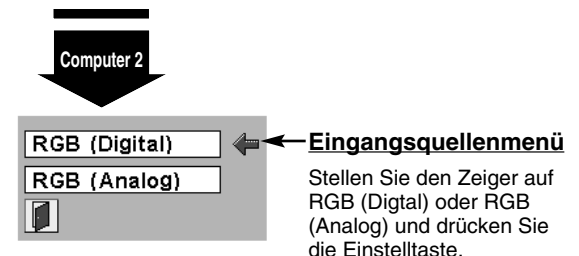 Computer 2
RGB (Digital)
RGB (Analog)
Eingangsquellenmenü
Stellen Sie den Zeiger auf
RGB (Digtal) oder RGB
(Analog) und drücken Sie
die Einstelltaste.